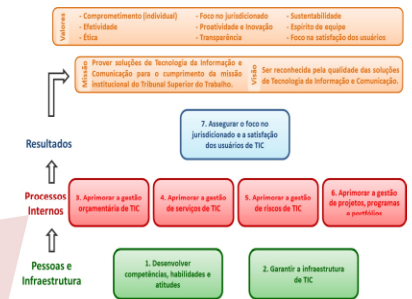 Valores
- Comprometimento (individual) - Foco no jurisdicionado - Sustentabilidade
- Efetividade - Proatividade e Inovação - Espírito de equipe
- Ética - Transparência - Foco na satisfação dos usuários
Missão
Prover soluções de Tecnologia da Informação e
Comunicação para o cumprimento da missão
institucional do Tribunal Superior do Trabalho.
Visão
Ser reconhecida pela qualidade das soluções
de Tecnologia da Informação e Comunicação.
Resultados
7. Assegurar o foco no
jurisdicionado e a satisfação
dos usuários de TIC
Processos
Internos
3. Aprimorar a gestão
orçamentária de TIC
4. Aprimorar a gestão
de serviços de TIC
5. Aprimorar a gestão
de riscos de TIC
6. Aprimorar a gestão
de projetos, programas
e portfólios
Pessoas e
Infraestrutura
1. Desenvolver
competências, habilidades e
atitudes
2. Garantir a infraestrutura
de TIC